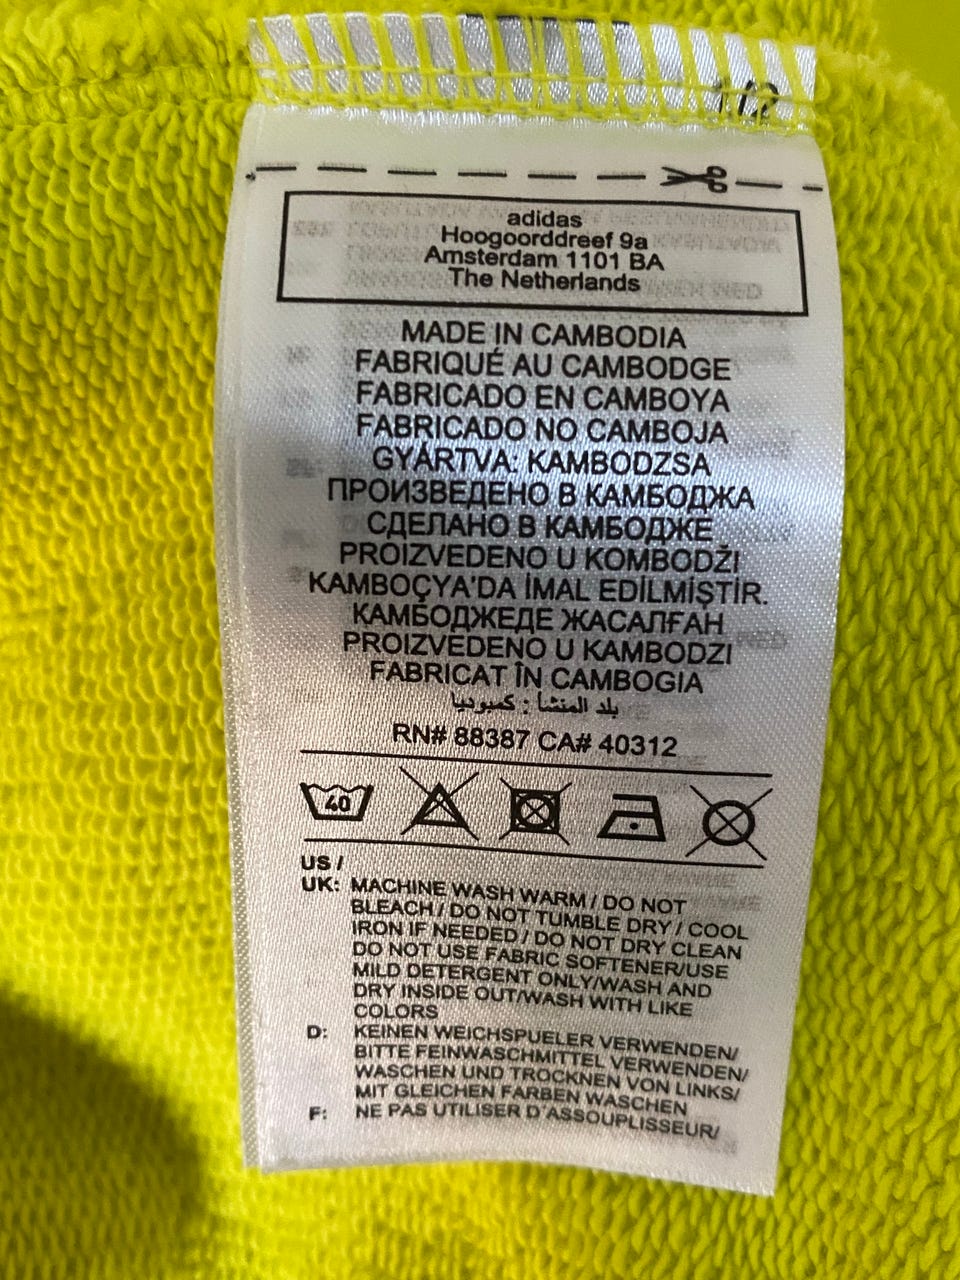 adidas
Hoogoorddreef 9a
Amsterdam 1101 BA
The Netherlands
MADE IN CAMBODIA
FABRIQUÉ AU CAMBODGE
FABRICADO EN CAMBOYA
FABRICADO NO CAMBOJA
GYÁRTVA: KAMBODZSA
ПРОИЗВЕДЕНО В КАМБОДЖА
СДЕЛАНО В КАМБОДЖЕ
PROIZVEDENO U KOMBODŽI
KAMBOÇYA'DA İMAL EDİLMİŞTİR.
КАМБОДЖЕДЕ ЖАСАЛҒАН
PROIZVEDENO U KAMBODZI
FABRICAT ÎN CAMBOGIA
بلد المنشأ : كمبوديا
RN# 88387 CA# 40312
40
US /
UK: MACHINE WASH WARM / DO NOT
BLEACH / DO NOT TUMBLE DRY / COOL
IRON IF NEEDED / DO NOT DRY CLEAN
DO NOT USE FABRIC SOFTENER/USE
MILD DETERGENT ONLY/WASH AND
DRY INSIDE OUT/WASH WITH LIKE
COLORS
D: KEINEN WEICHSPUELER VERWENDEN/
BITTE FEINWASCHMITTEL VERWENDEN/
WASCHEN UND TROCKNEN VON LINKS/
MIT GLEICHEN FARBEN WASCHEN
F: NE PAS UTILISER D'ASSOUPLISSEUR/